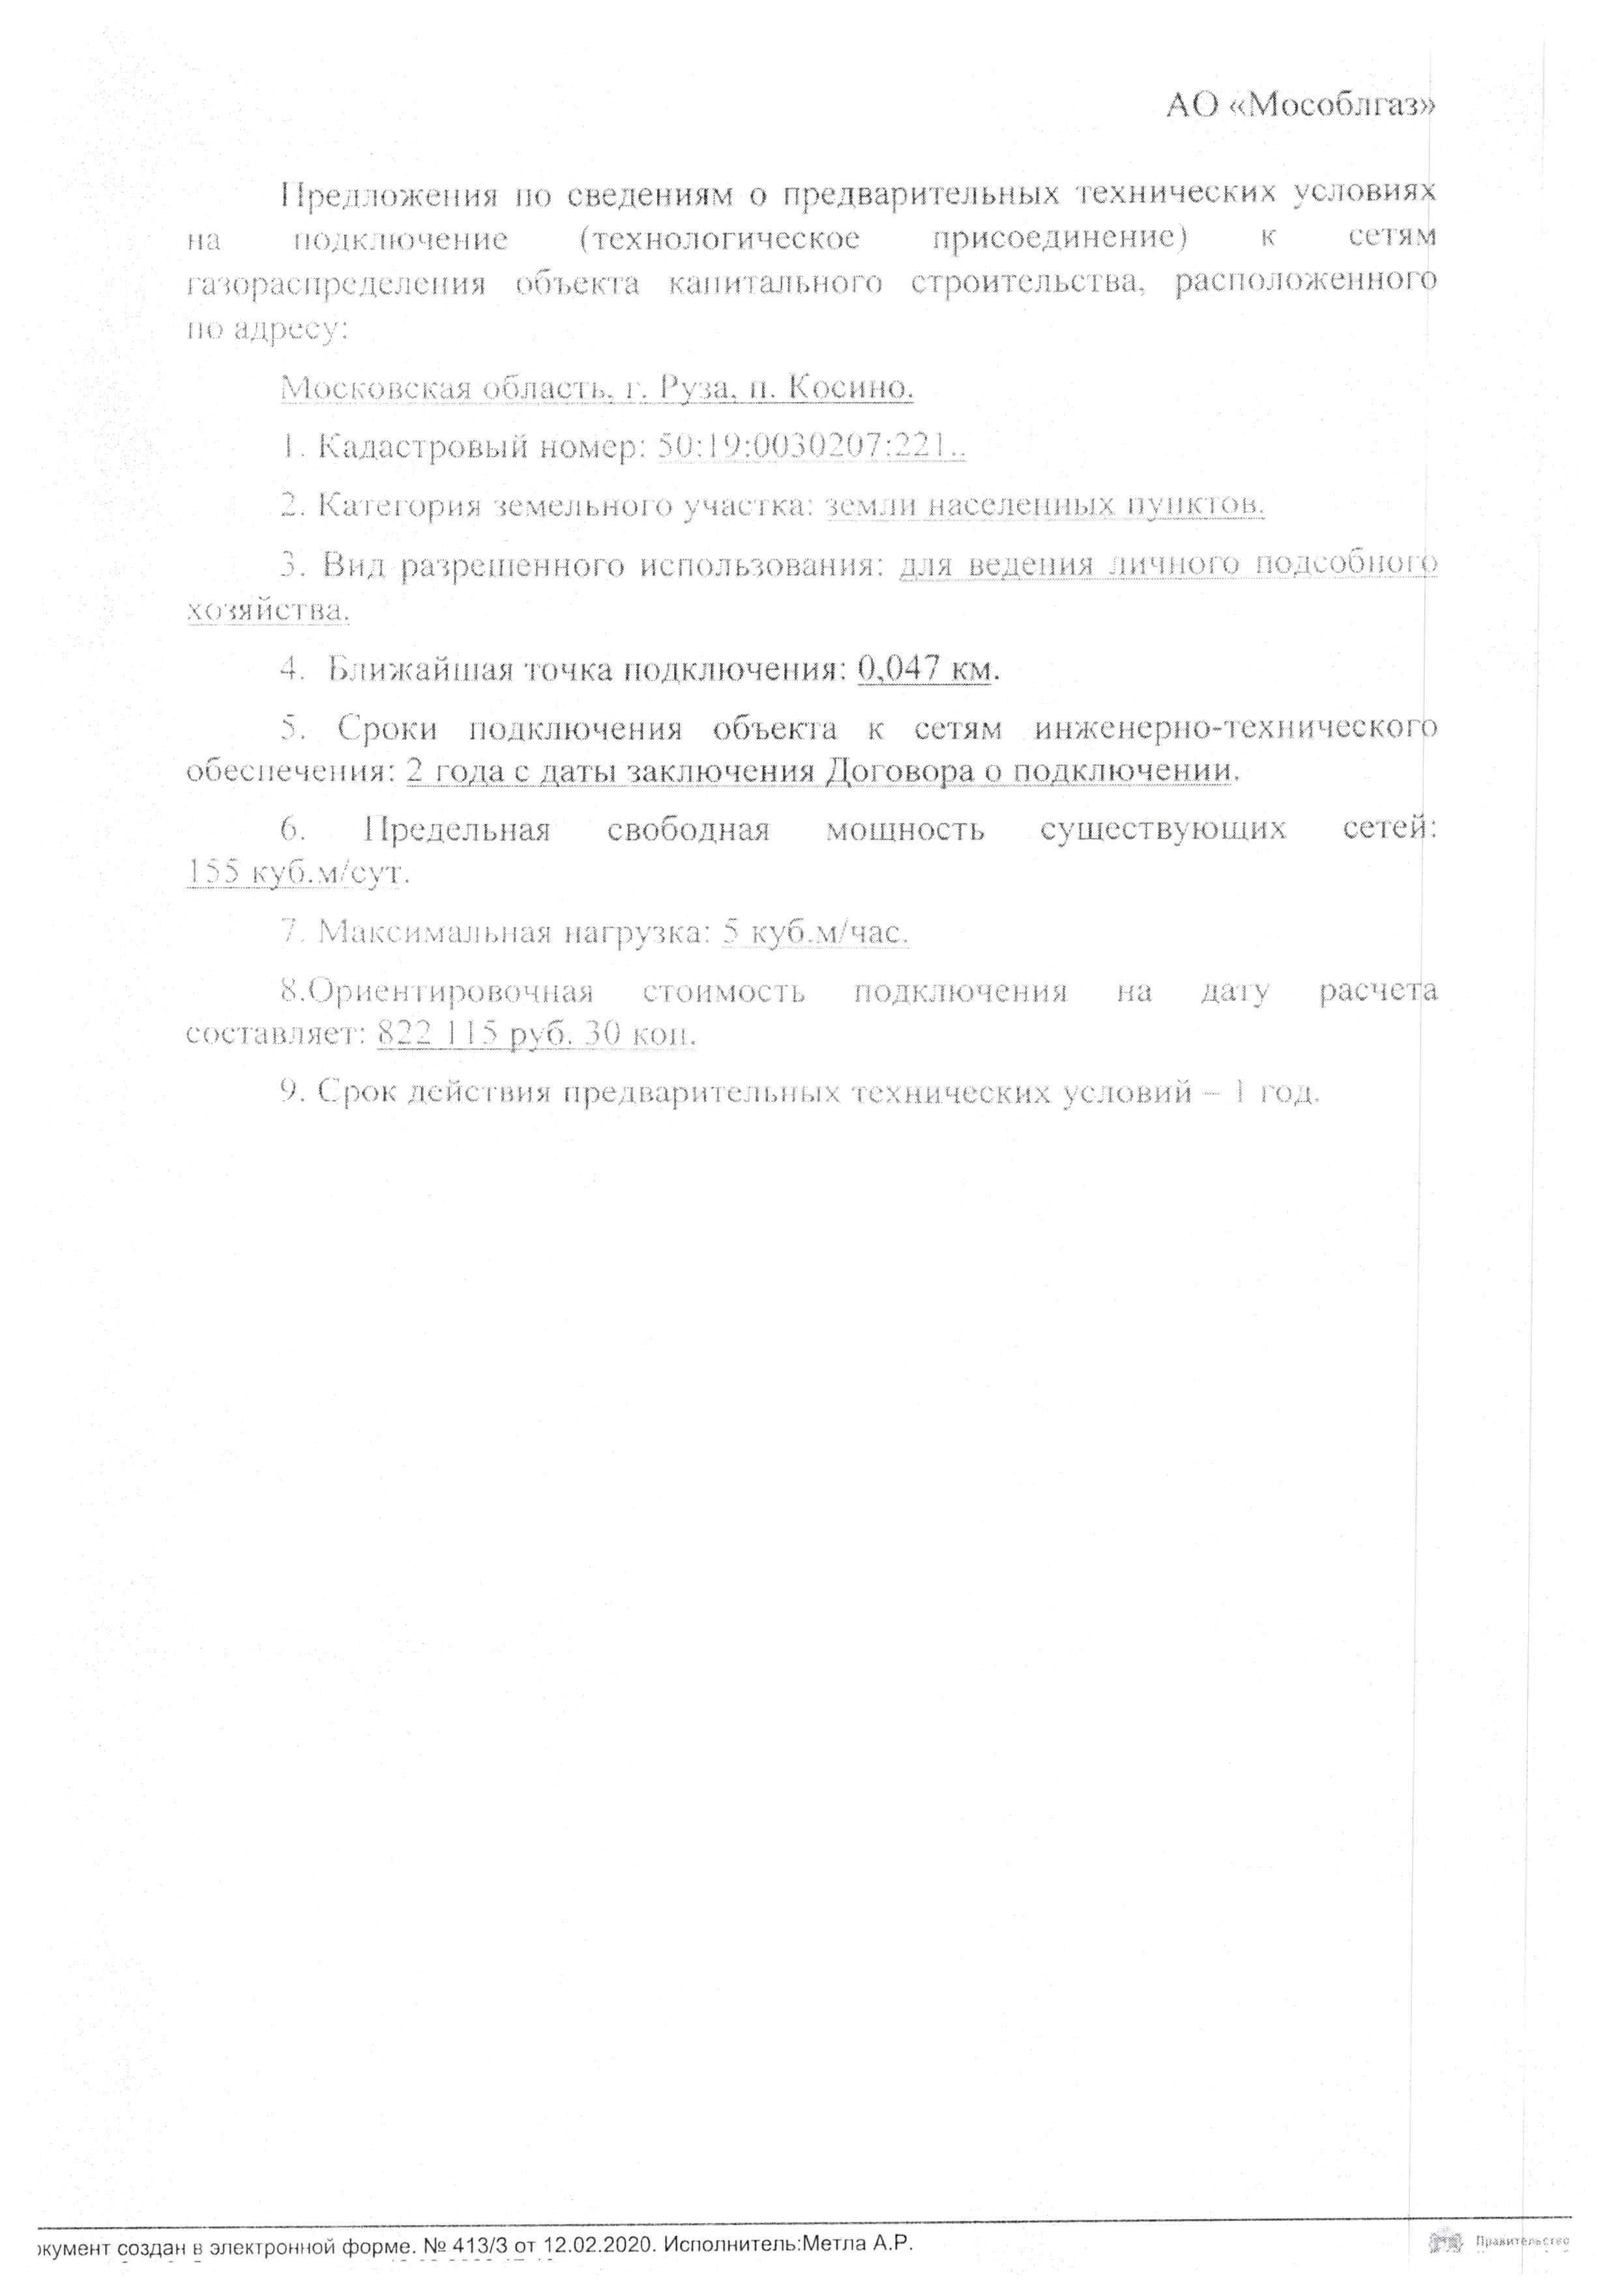 АО «Мособлгаз»
Предложения по сведениям о предварительных технических условиях
на подключение (технологическое присоединение) к сетям
газораспределения объекта капитального строительства, расположенного
по адресу:
Московская область, г. Руза, п. Косино.
1. Кадастровый номер: 50:19:0030207:221..
2. Категория земельного участка: земли населенных пунктов.
3. Вид разрешенного использования: для ведения личного подсобного
хозяйства.
4. Ближайшая точка подключения: 0,047 км.
5. Сроки подключения объекта к сетям инженерно-технического
обеспечения: 2 года с даты заключения Договора о подключении.
6. Предельная свободная мощность существующих сетей:
155 куб.м/сут.
7. Максимальная нагрузка: 5 куб.м/час.
8.Ориентировочная стоимость подключения на дату расчета
составляет: 822 115 руб. 30 коп.
9. Срок действия предварительных технических условий – 1 год.
окумент создан в электронной форме. № 413/3 от 12.02.2020. Исполнитель:Метла А.Р.
Правительство